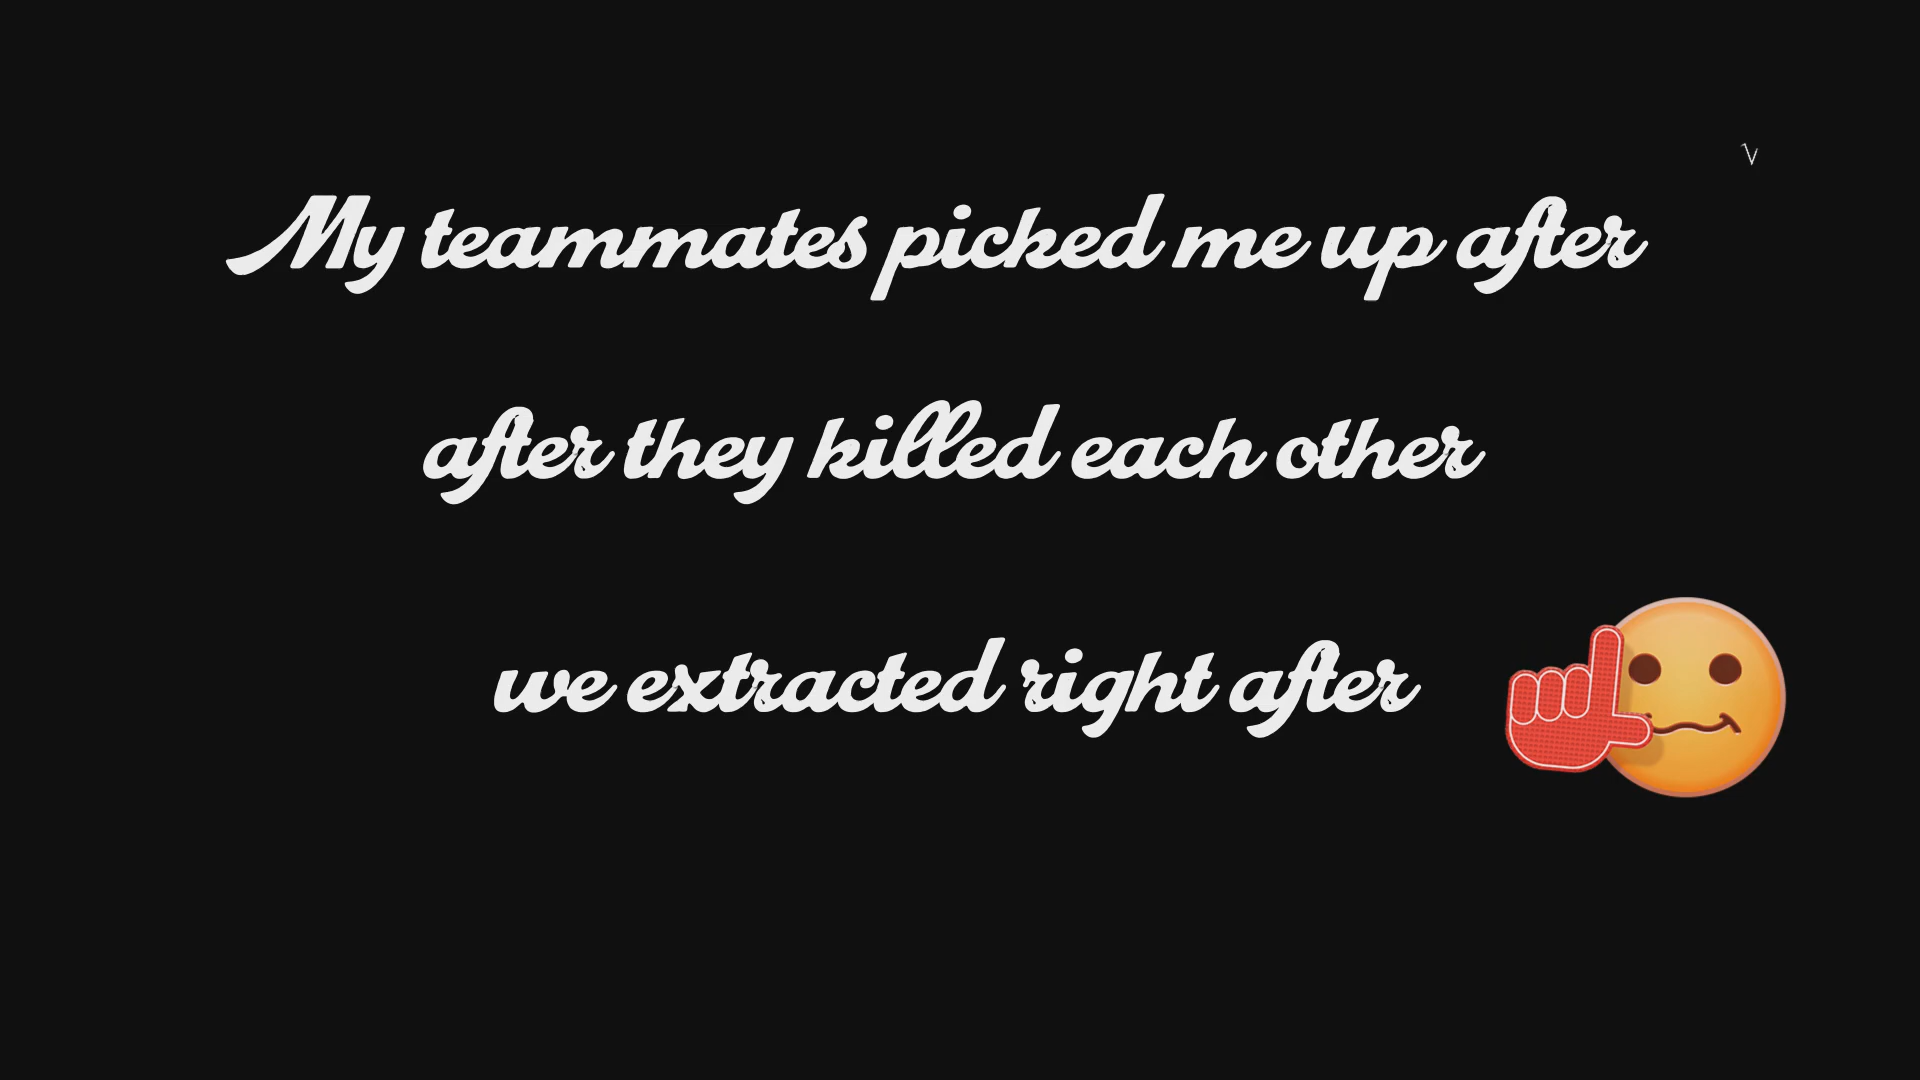 My teammates picked me up after
after they killed each other
we extracted right after